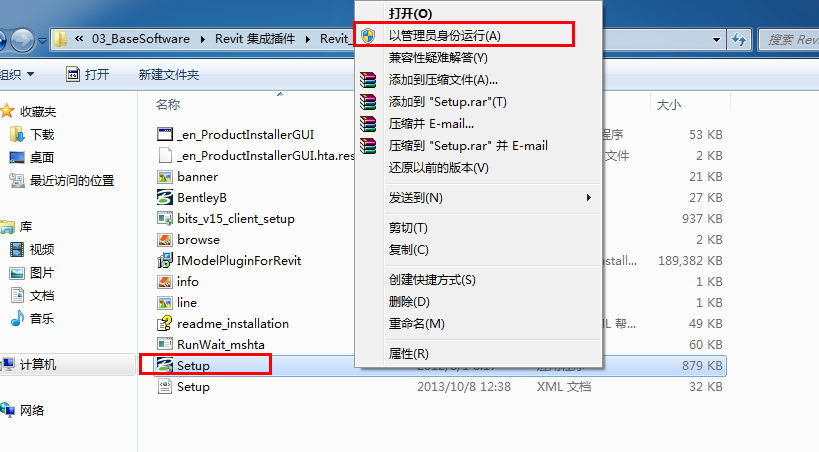 打开(O)
以管理员身份运行(A)
兼容性疑难解答(Y)
添加到压缩文件(A)...
添加到 "Setup.rar"(T)
压缩并 E-mail...
压缩到 "Setup.rar" 并 E-mail
还原以前的版本(V)
发送到(N)
剪切(T)
复制(C)
创建快捷方式(S)
删除(D)
重命名(M)
属性(R)
« 03_BaseSoftware ▸ Revit 集成插件 ▸ Revit_
搜索 Revit
组织 打开 新建文件夹
名称 大小
收藏夹
下载
桌面
最近访问的位置
库
视频
图片
文档
音乐
计算机
网络
_en_ProductInstallerGUI 程序 53 KB
_en_ProductInstallerGUI.hta.res 文件 2 KB
banner 21 KB
BentleyB 27 KB
bits_v15_client_setup 937 KB
browse 2 KB
IModelPluginForRevit nstall... 189,382 KB
info 1 KB
line 1 KB
readme_installation 帮... 49 KB
RunWait_mshta 60 KB
Setup 879 KB
Setup 2013/10/8 12:38 XML 文档 32 KB